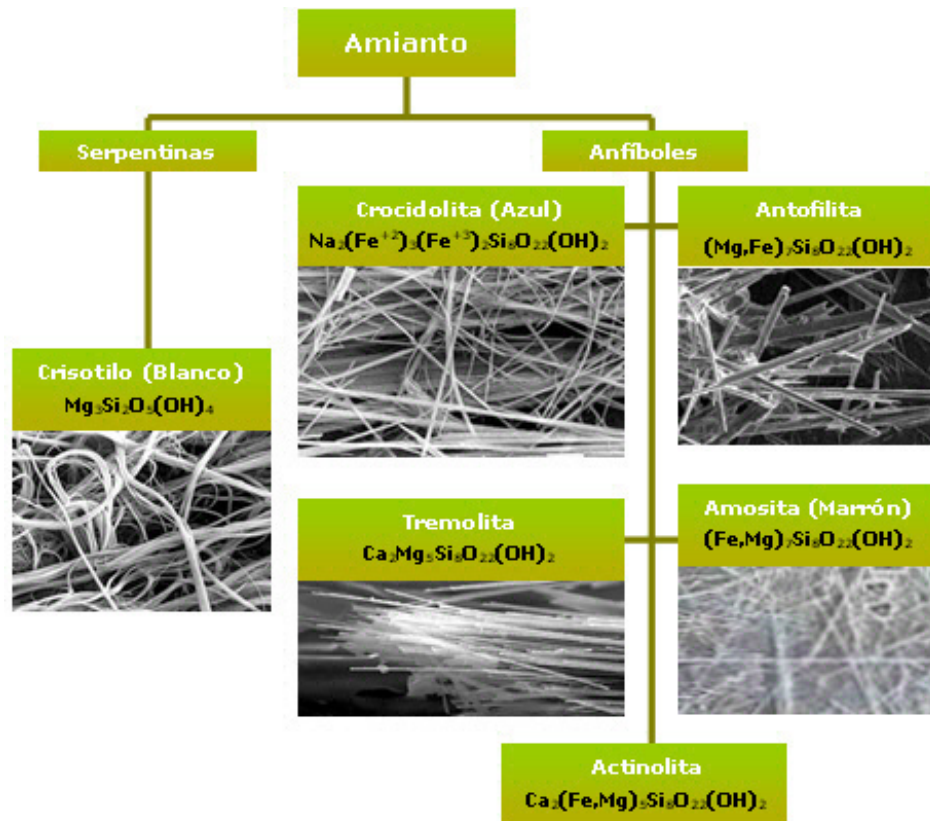 Amianto
Serpentinas
Anfíboles
Crocidolita (Azul)
Na₂(Fe⁺²)₃(Fe⁺³)₂Si₈O₂₂(OH)₂
Antofilita
(Mg,Fe)₇Si₈O₂₂(OH)₂
Crisotilo (Blanco)
Mg₃Si₂O₅(OH)₄
Tremolita
Ca₂Mg₅Si₈O₂₂(OH)₂
Amosita (Marrón)
(Fe,Mg)₇Si₈O₂₂(OH)₂
Actinolita
Ca₂(Fe,Mg)₅Si₈O₂₂(OH)₂